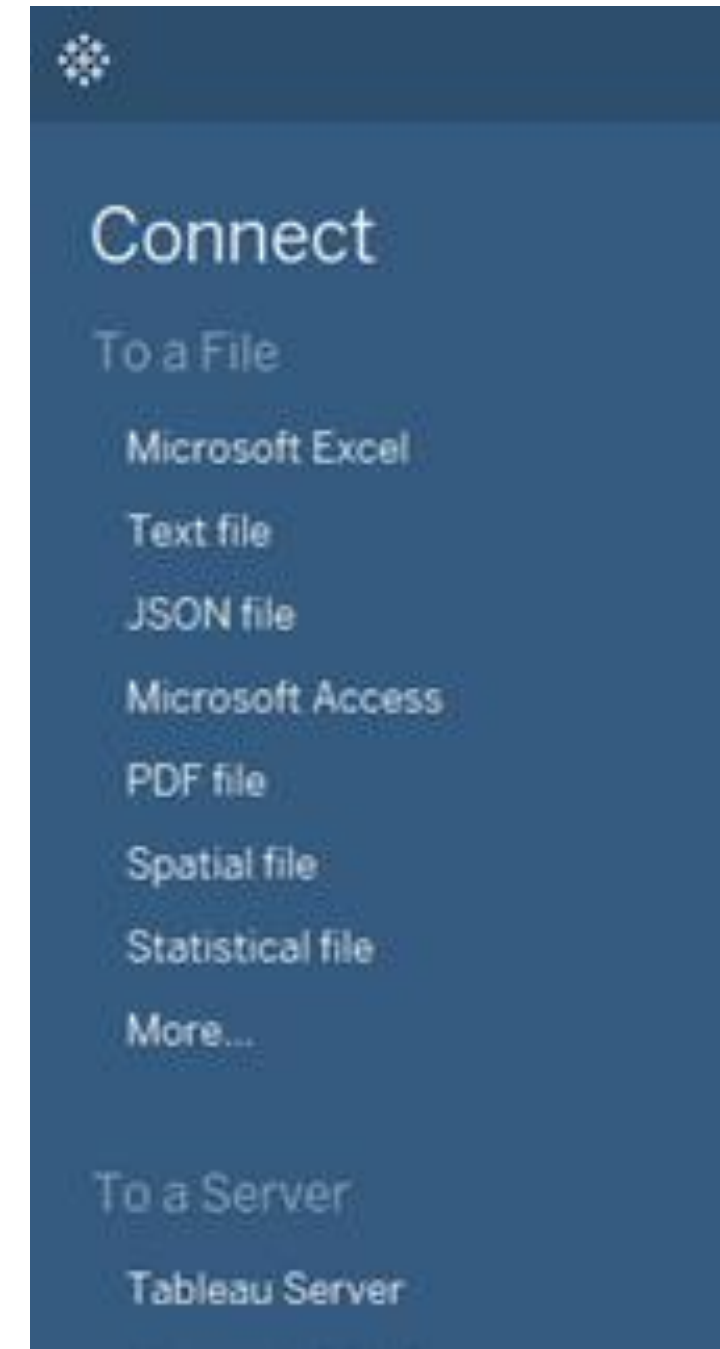 Connect
To a File
Microsoft Excel
Text file
JSON file
Microsoft Access
PDF file
Spatial file
Statistical file
More...
To a Server
Tableau Server